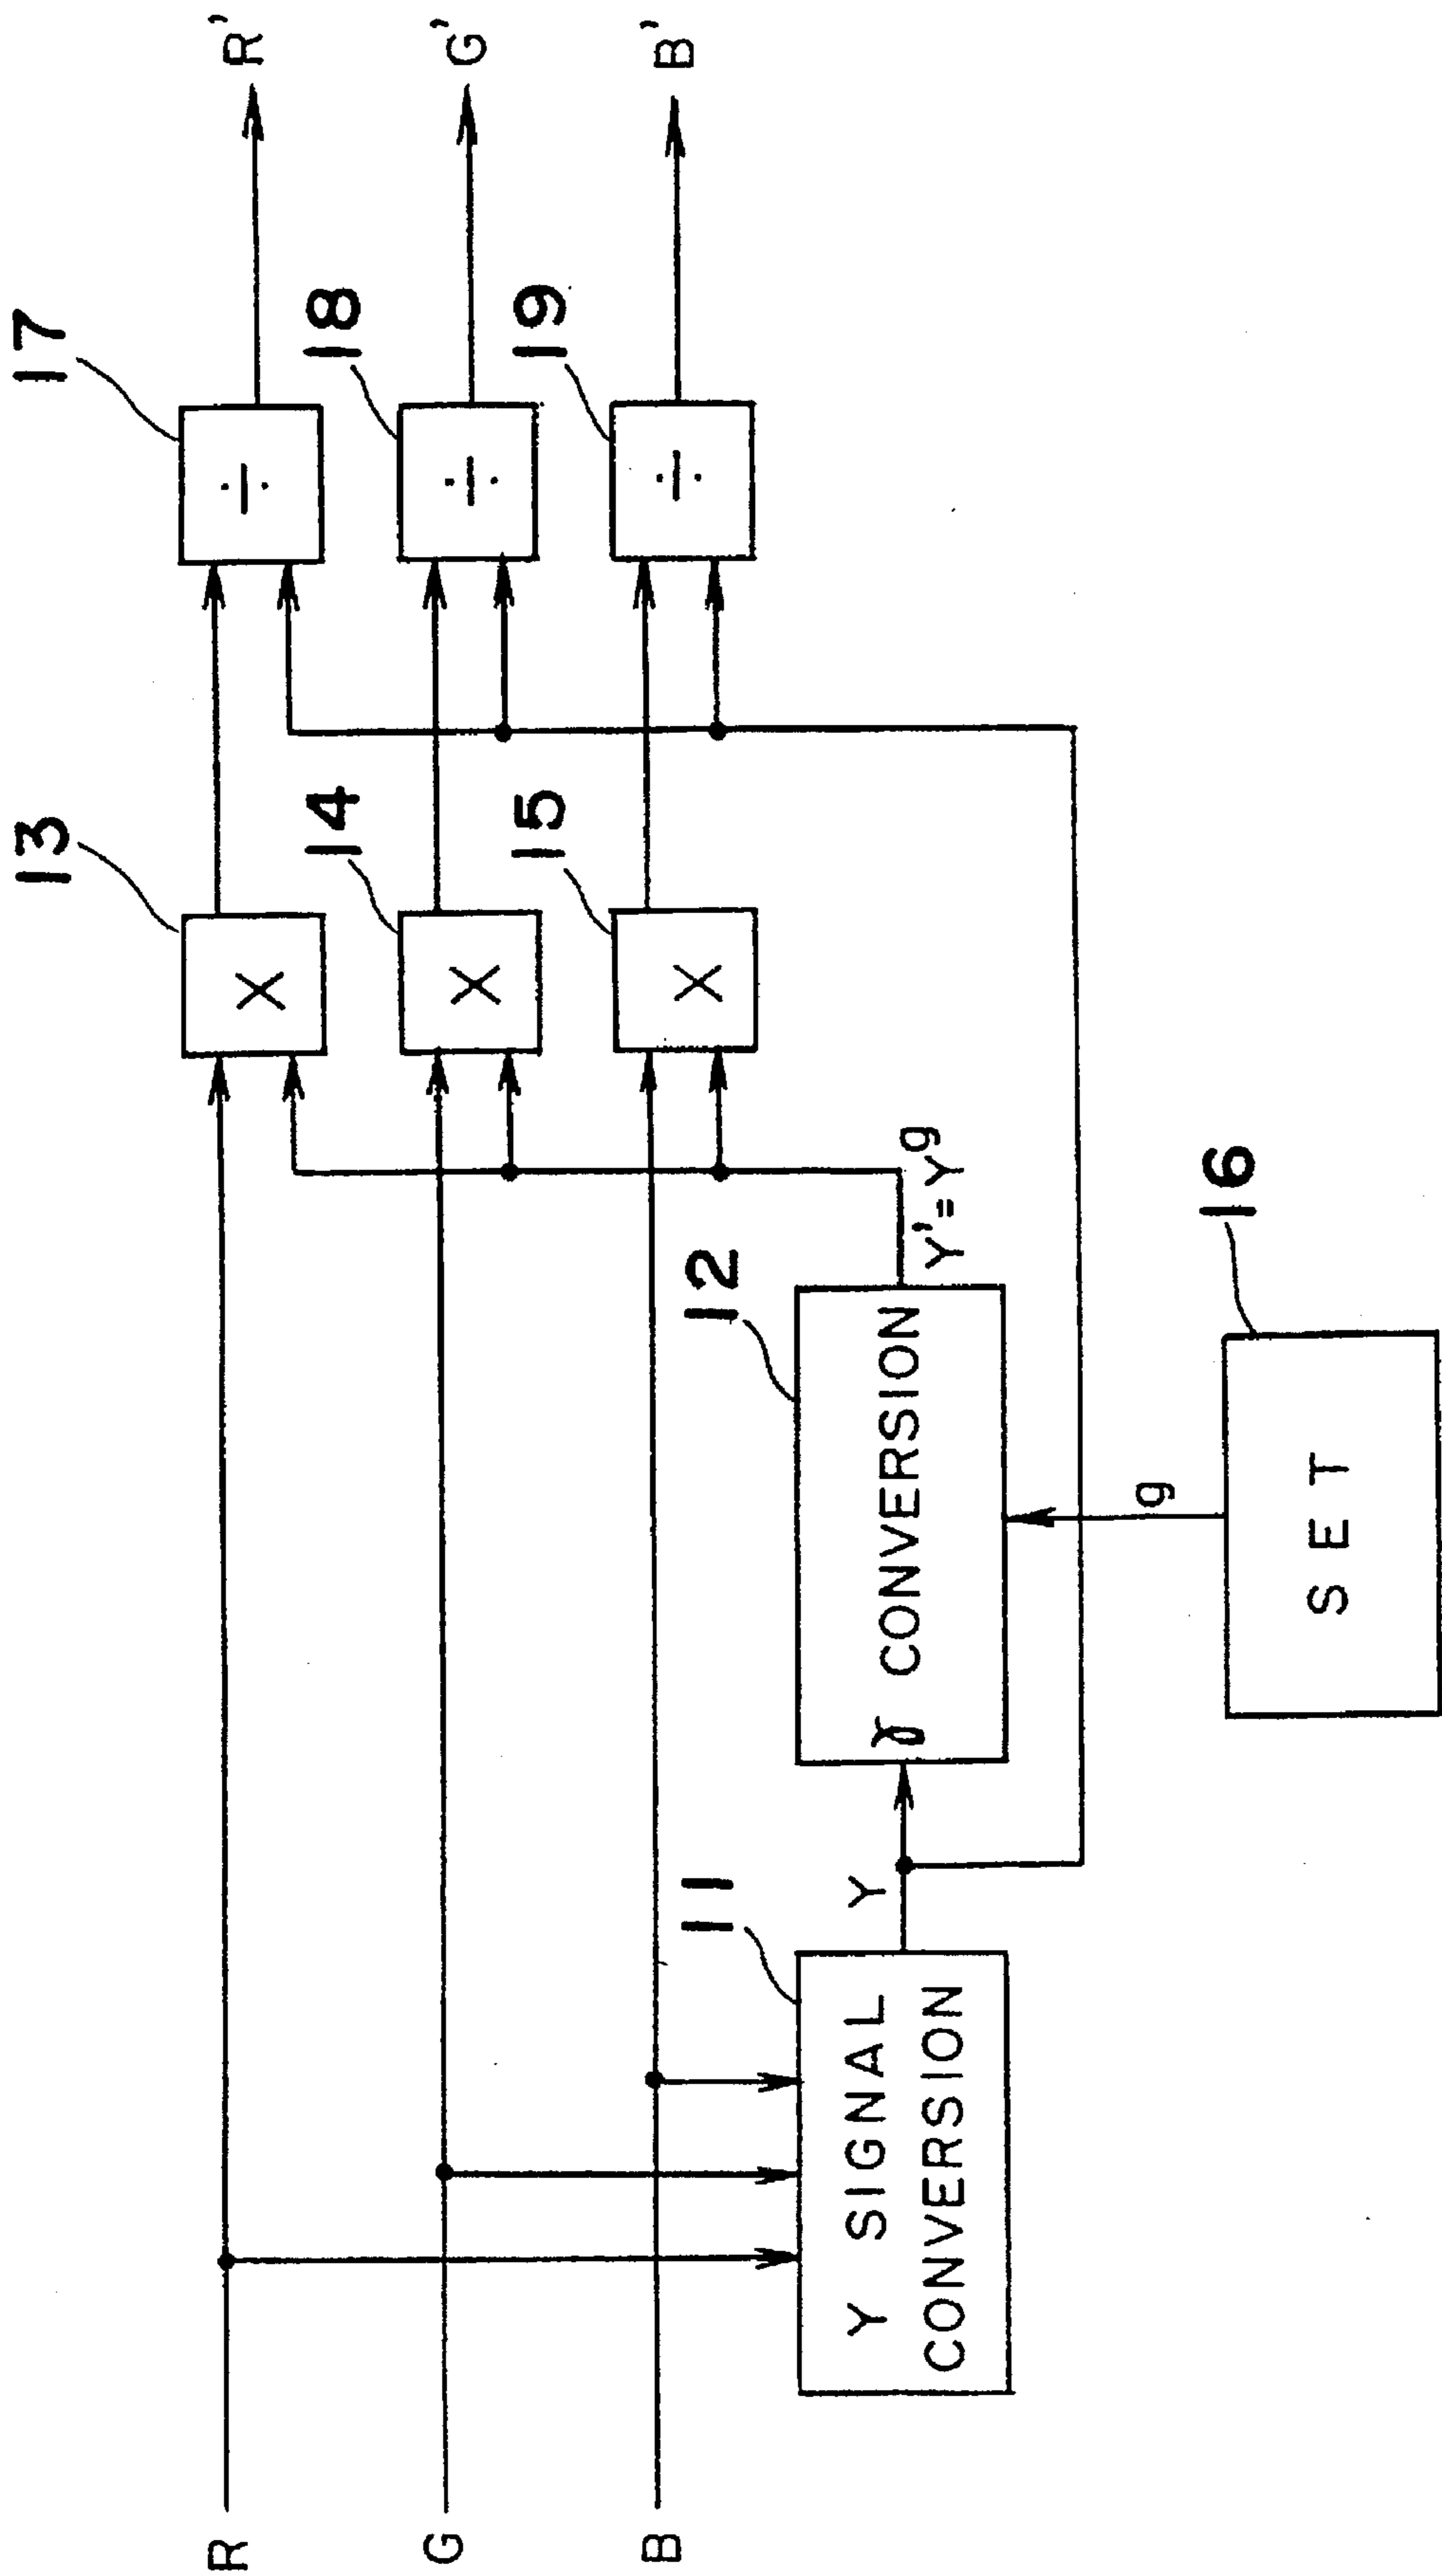 R
G
B
11
Y SIGNAL
CONVERSION
Y
12
γ CONVERSION
Y'=Y^g
g
16
SET
13
X
14
X
15
X
17
÷
18
÷
19
÷
R'
G'
B'